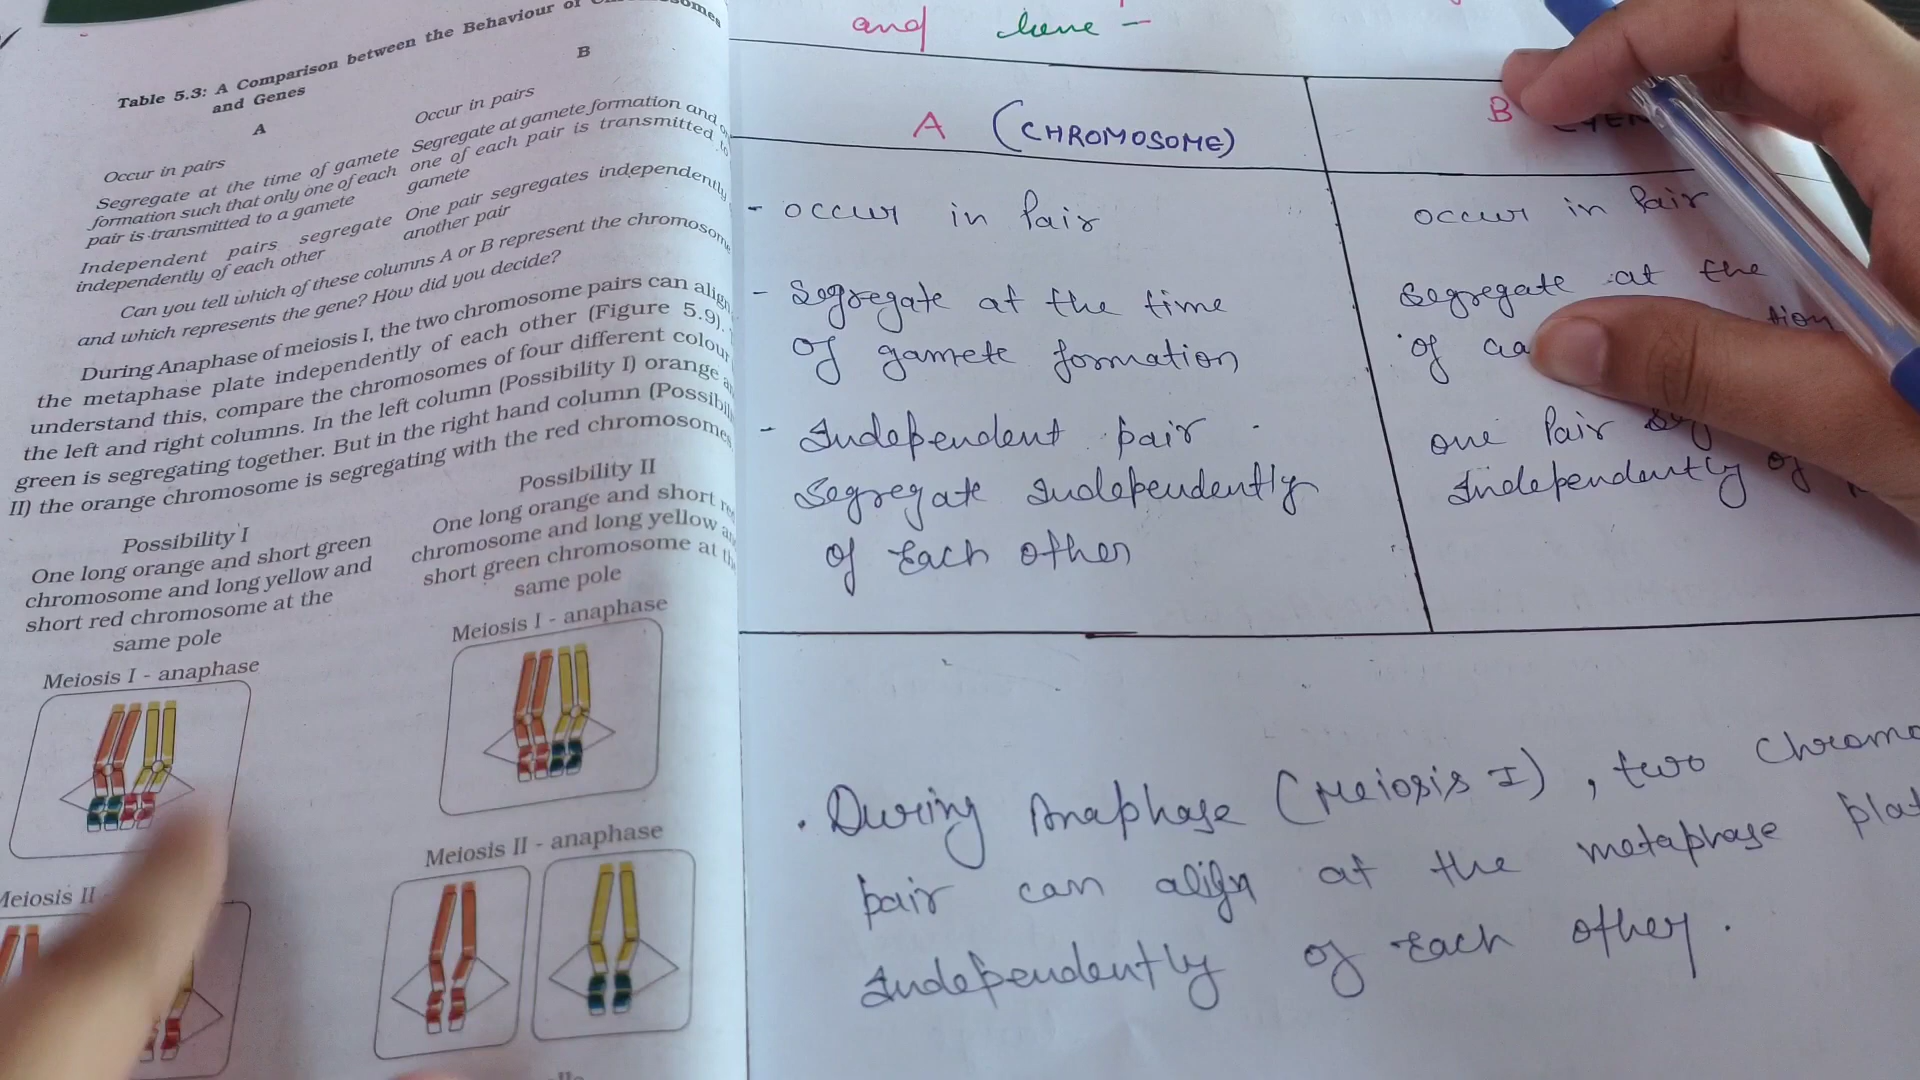 Table 5.3: A Comparison between the Behaviour of Chromosomes
and Genes
A
B
Occur in pairs
Segregate at the time of gamete
formation such that only one of each
pair is transmitted to a gamete
Independent pairs segregate
independently of each other
Occur in pairs
Segregate at gamete formation and
one of each pair is transmitted to
gamete
One pair segregates independently
another pair
Can you tell which of these columns A or B represent the chromosome
and which represents the gene? How did you decide?
During Anaphase of meiosis I, the two chromosome pairs can align
the metaphase plate independently of each other (Figure 5.9).
understand this, compare the chromosomes of four different colour
the left and right columns. In the left column (Possibility I) orange
green is segregating together. But in the right hand column (Possibil
II) the orange chromosome is segregating with the red chromosomes
Possibility I
One long orange and short green
chromosome and long yellow and
short red chromosome at the
same pole
Meiosis I - anaphase
Meiosis II -
Possibility II
One long orange and short
chromosome and long yellow
short green chromosome at
same pole
Meiosis I - anaphase
Meiosis II - anaphase
and
A (CHROMOSOME)
- occur in Pair
- Segregate at the time
of gamete formation
- Independent pair
Segregate Independently
of Each other
B
occur in Pair
Segregate at the
of
one Pair
Independently of
. During Anaphase (Meiosis I), two Chromo
pair can align at the metaphase plat
Independently of Each other.